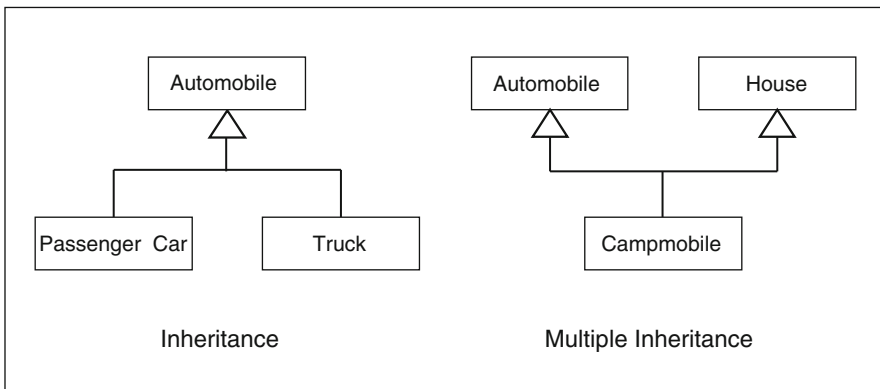 Automobile
Passenger Car
Truck
Inheritance
Automobile
House
Campmobile
Multiple Inheritance